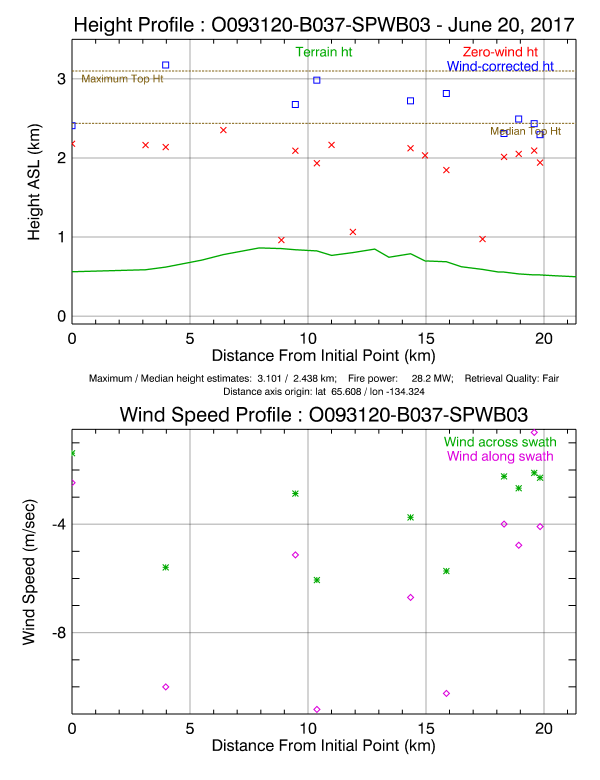 Height Profile : O093120-B037-SPWB03 - June 20, 2017
Terrain ht
Zero-wind ht
Wind-corrected ht
Maximum Top Ht
Median Top Ht
Height ASL (km)
3
2
1
0
0 5 10 15 20
Distance From Initial Point (km)
Maximum / Median height estimates: 3.101 / 2.438 km; Fire power: 28.2 MW; Retrieval Quality: Fair
Distance axis origin: lat 65.608 / lon -134.324
Wind Speed Profile : O093120-B037-SPWB03
Wind across swath
Wind along swath
Wind Speed (m/sec)
-4
-8
0 5 10 15 20
Distance From Initial Point (km)